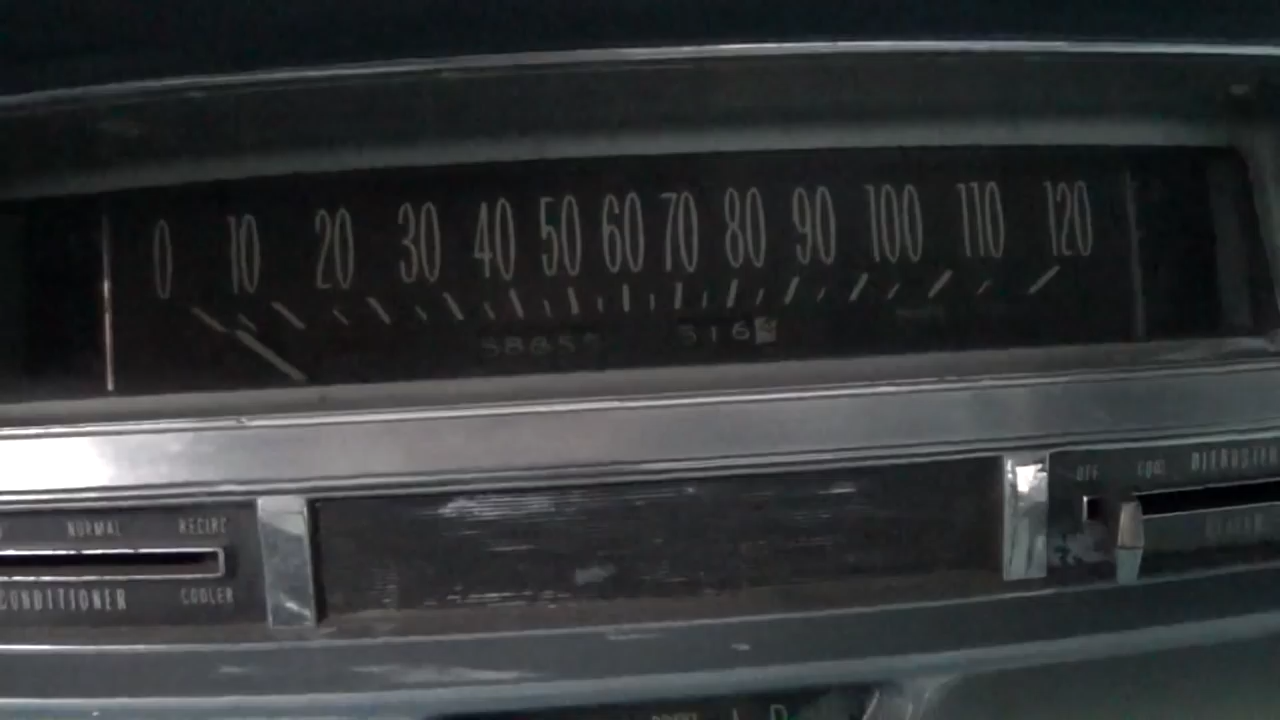 0 10 20 30 40 50 60 70 80 90 100 110 120
516
NORMAL RECIRC
CONDITIONER COOLER
OFF COOL DEFROSTER